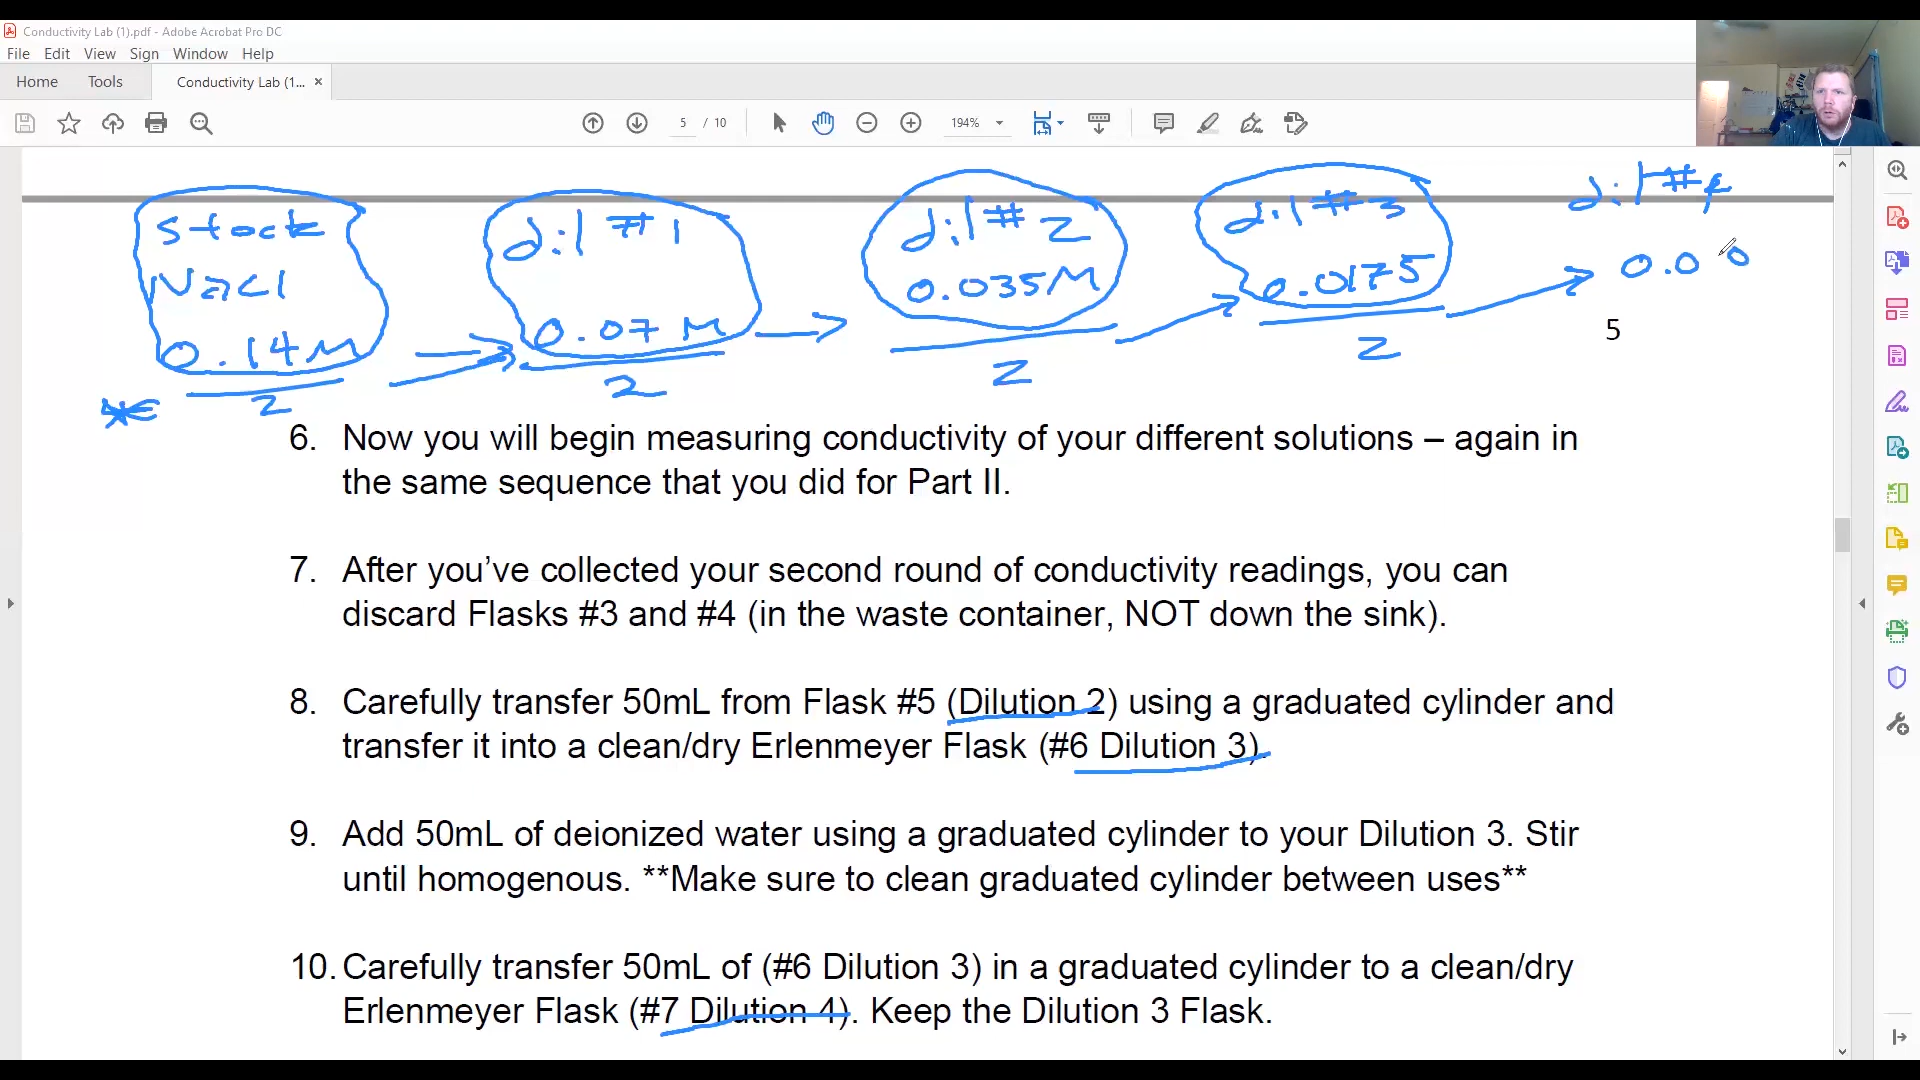 Conductivity Lab (1).pdf - Adobe Acrobat Pro DC
File Edit View Sign Window Help
Home Tools Conductivity Lab (1... ×
5 / 10 194%
stock dil #1 dil #2 dil #3 dil #4
NaCl 0.035M 0.0175 0.00
0.14M 0.07 M
2 2 2 2
5
6. Now you will begin measuring conductivity of your different solutions – again in
the same sequence that you did for Part II.
7. After you’ve collected your second round of conductivity readings, you can
discard Flasks #3 and #4 (in the waste container, NOT down the sink).
8. Carefully transfer 50mL from Flask #5 (Dilution 2) using a graduated cylinder and
transfer it into a clean/dry Erlenmeyer Flask (#6 Dilution 3).
9. Add 50mL of deionized water using a graduated cylinder to your Dilution 3. Stir
until homogenous. **Make sure to clean graduated cylinder between uses**
10. Carefully transfer 50mL of (#6 Dilution 3) in a graduated cylinder to a clean/dry
Erlenmeyer Flask (#7 Dilution 4). Keep the Dilution 3 Flask.